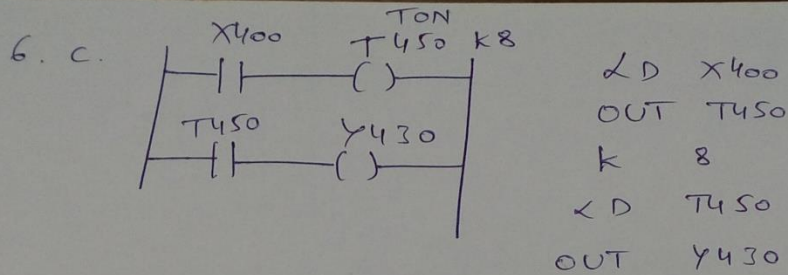 6. C.
X400 TON
T450 K8
T450 Y430
LD X400
OUT T450
K 8
LD T450
OUT Y430